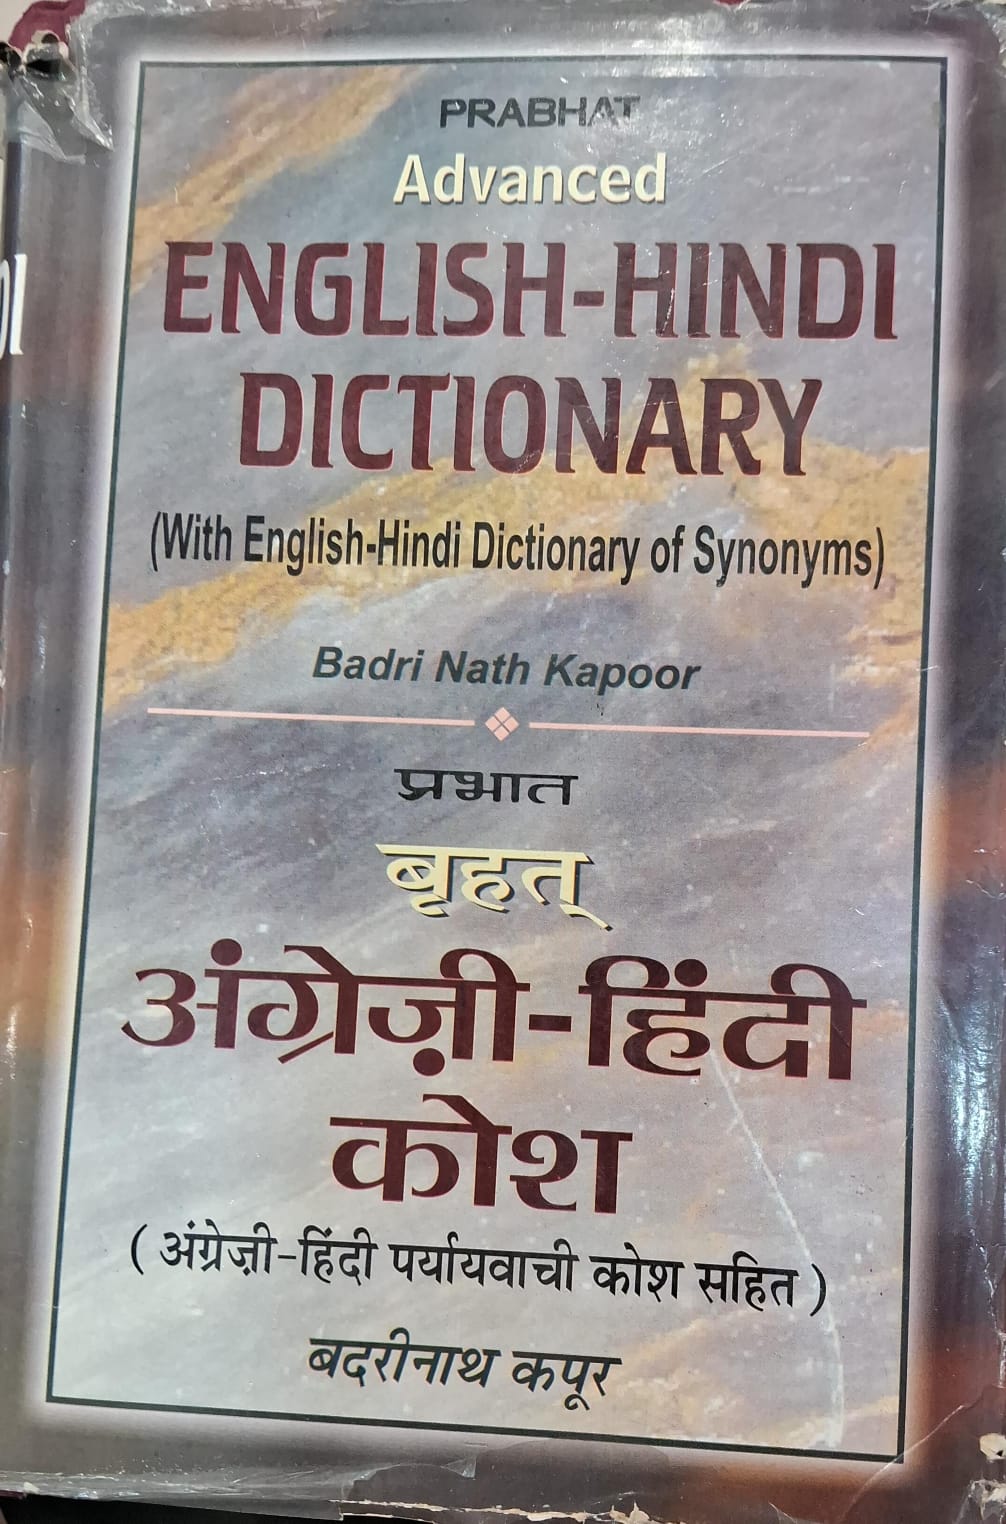 PRABHAT
Advanced
ENGLISH-HINDI
DICTIONARY
(With English-Hindi Dictionary of Synonyms)
Badri Nath Kapoor
प्रभात
बृहत्
अंग्रेज़ी-हिंदी
कोश
( अंग्रेज़ी-हिंदी पर्यायवाची कोश सहित )
बदरीनाथ कपूर